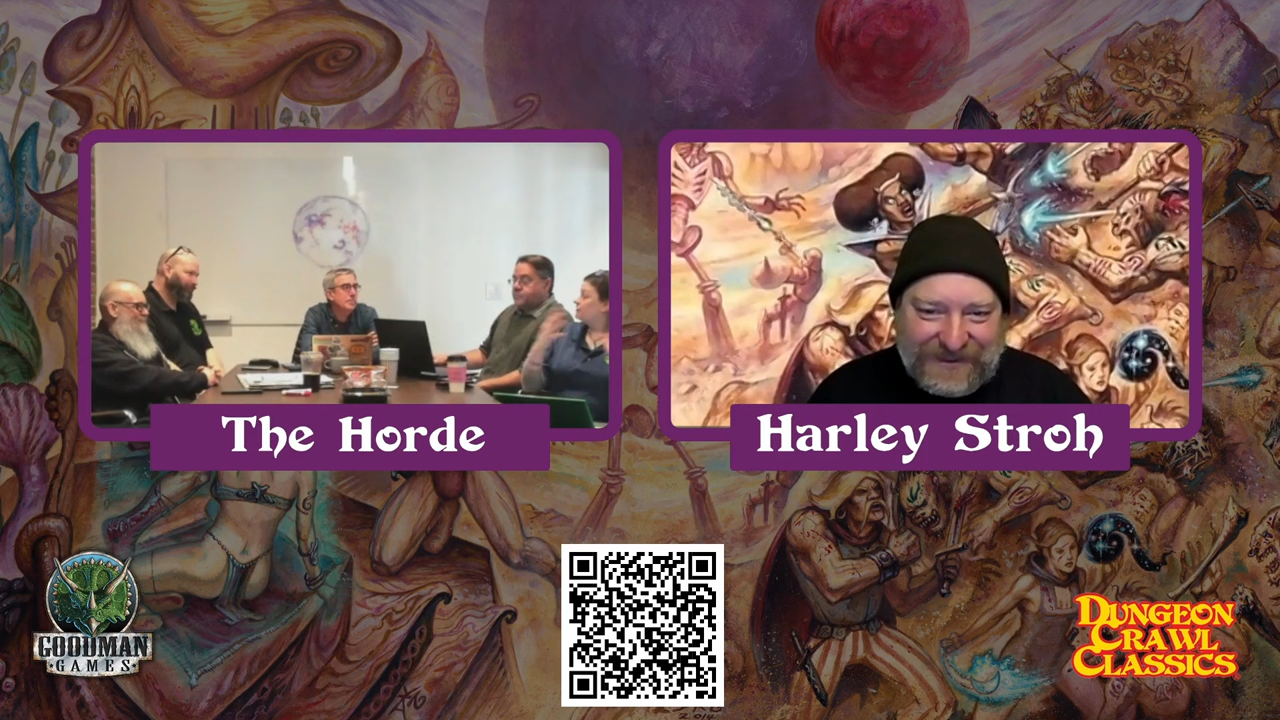 The Horde
Harley Stroh
GOODMAN
GAMES
DUNGEON
CRAWL
CLASSICS